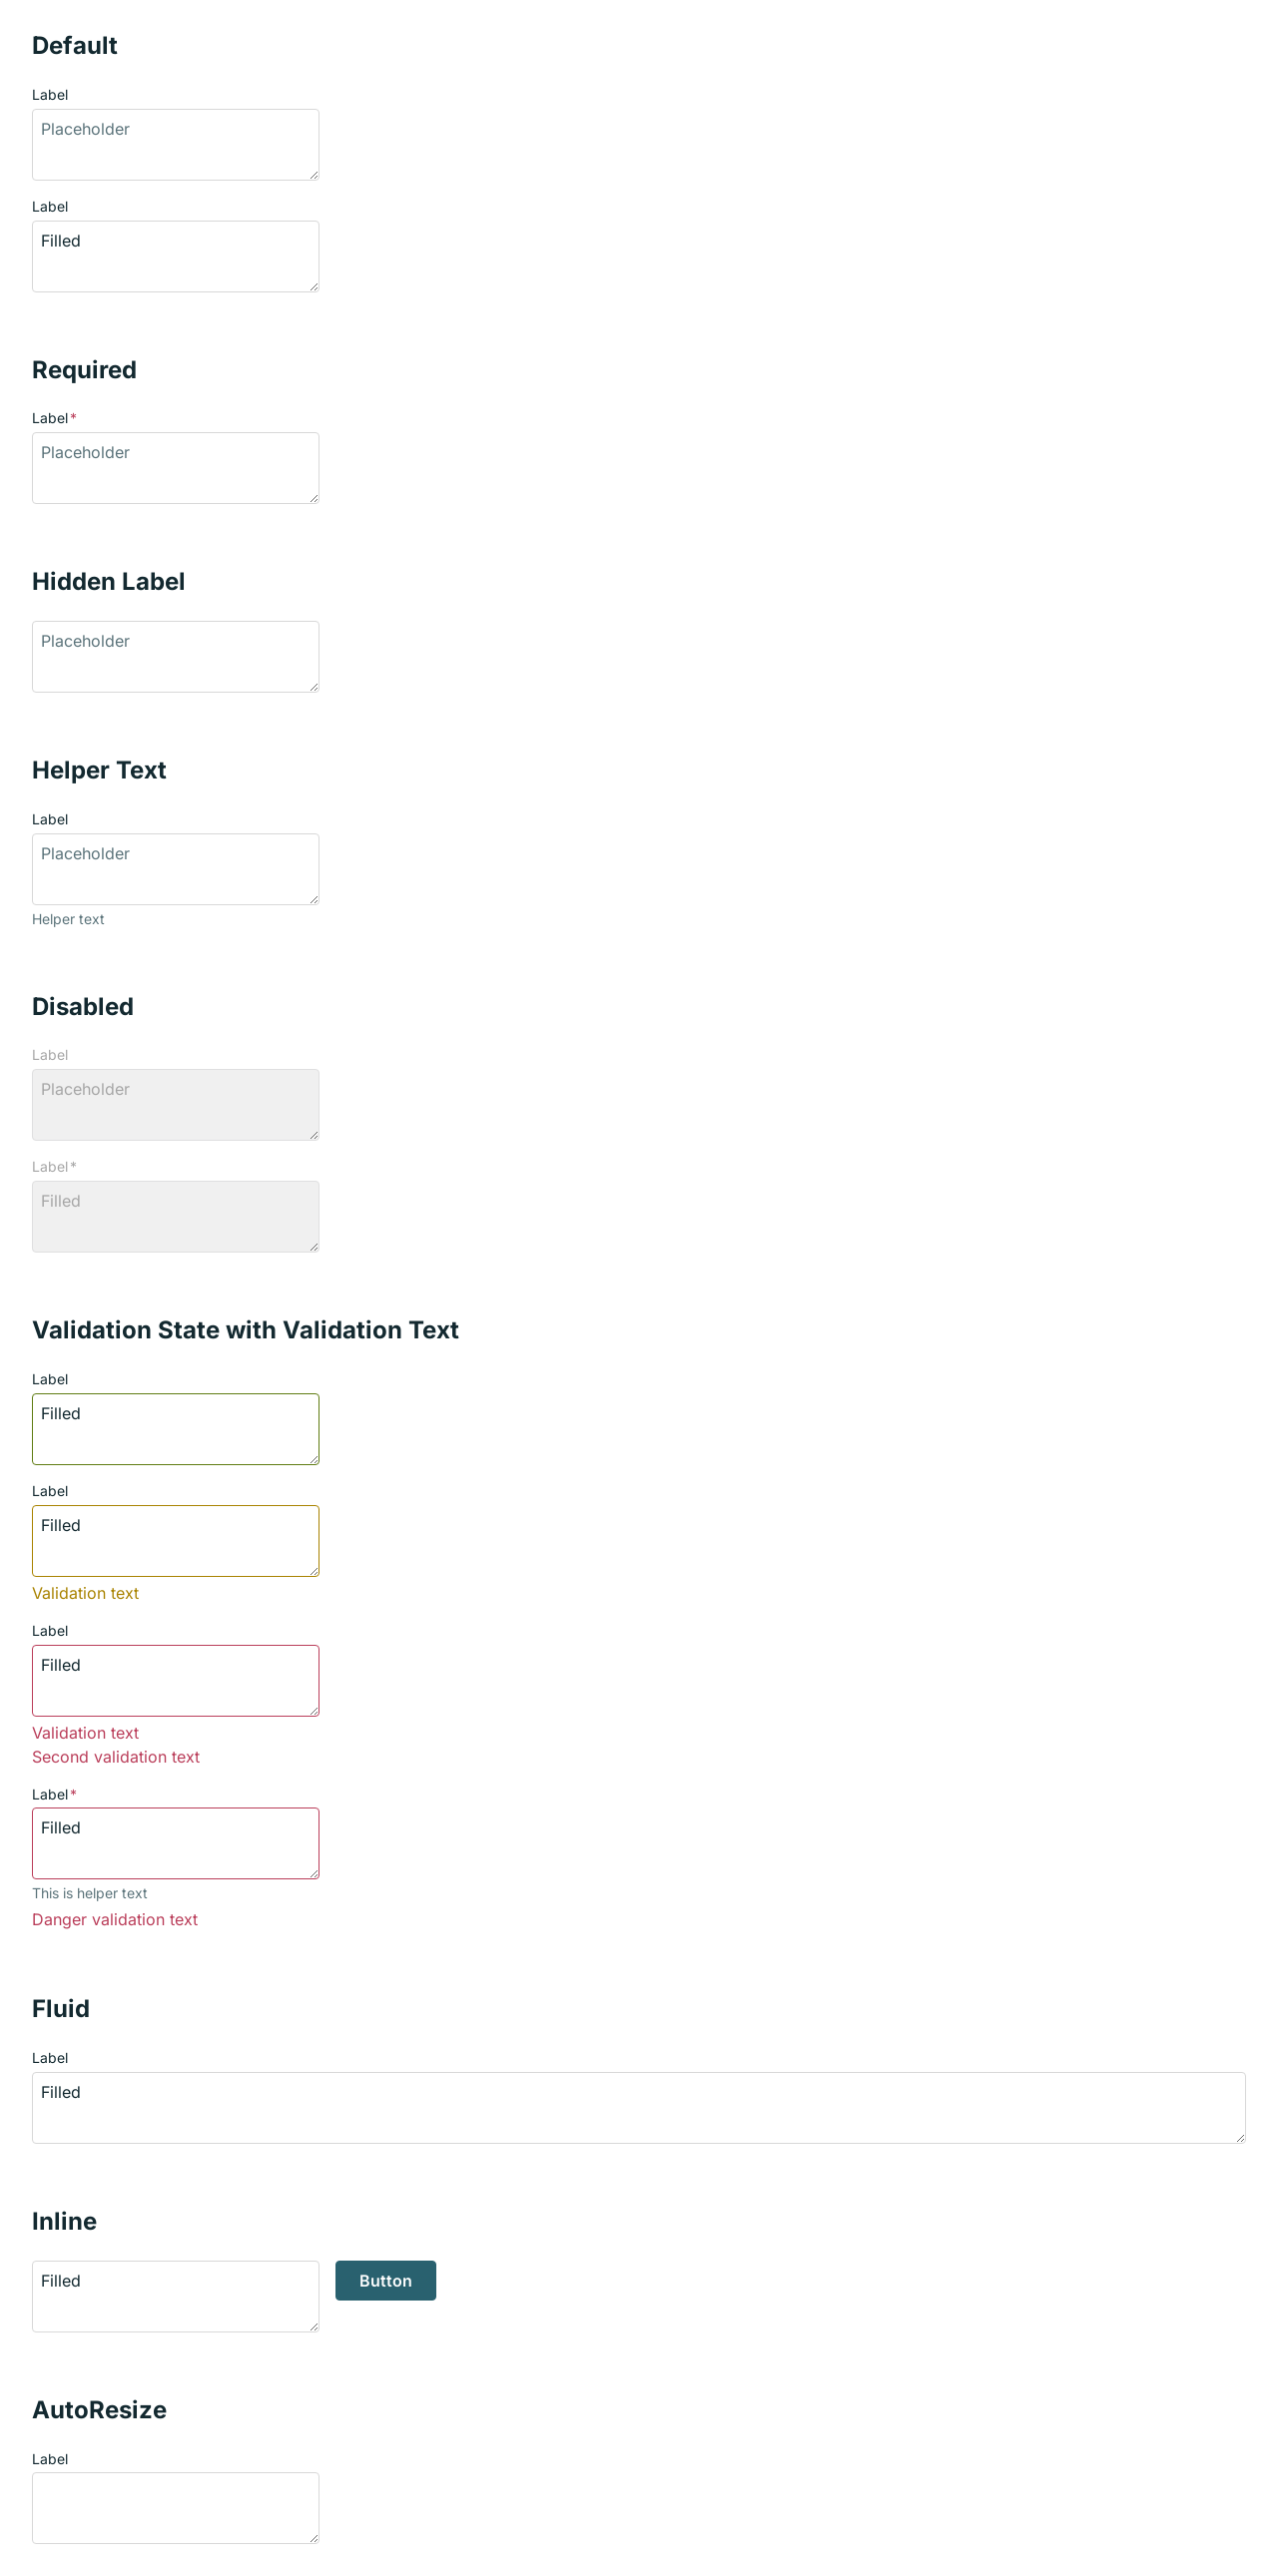 Default
Label
Placeholder
Label
Filled
Required
Label*
Placeholder
Hidden Label
Placeholder
Helper Text
Label
Placeholder
Helper text
Disabled
Label
Placeholder
Label*
Filled
Validation State with Validation Text
Label
Filled
Label
Filled
Validation text
Label
Filled
Validation text
Second validation text
Label*
Filled
This is helper text
Danger validation text
Fluid
Label
Filled
Inline
Filled Button
AutoResize
Label